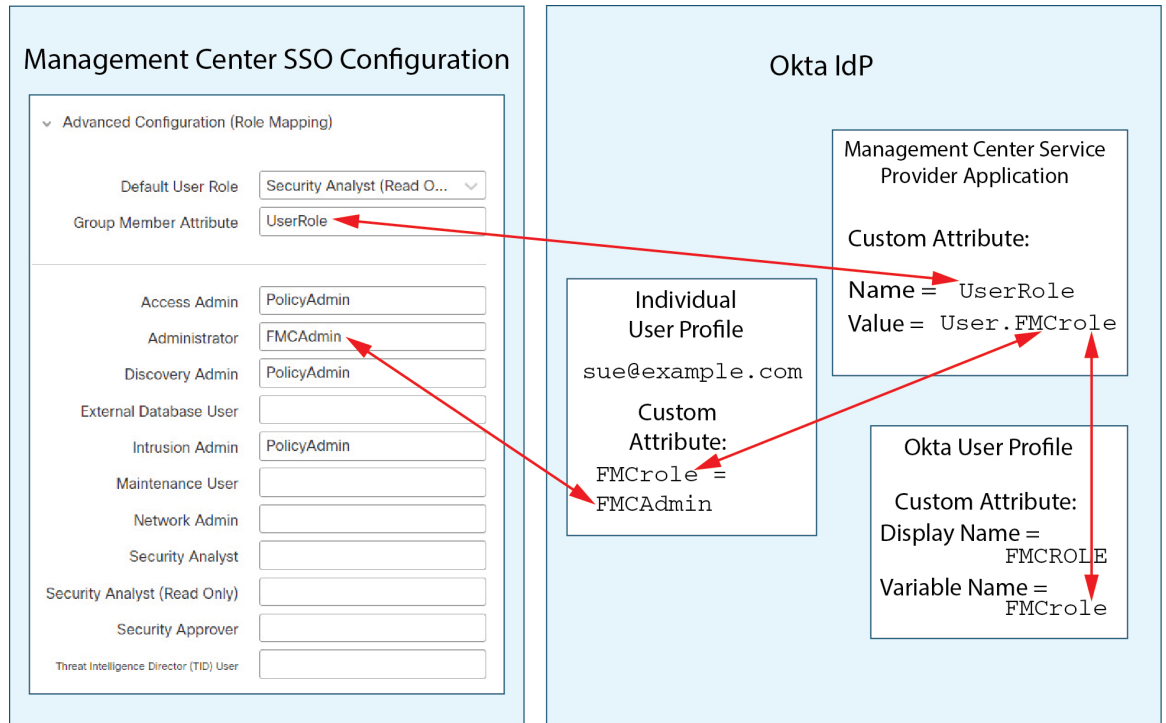 Management Center SSO Configuration
Advanced Configuration (Role Mapping)
Default User Role Security Analyst (Read O...
Group Member Attribute UserRole
Access Admin PolicyAdmin
Administrator FMCAdmin
Discovery Admin PolicyAdmin
External Database User
Intrusion Admin PolicyAdmin
Maintenance User
Network Admin
Security Analyst
Security Analyst (Read Only)
Security Approver
Threat Intelligence Director (TID) User
Okta IdP
Individual
User Profile
sue@example.com
Custom
Attribute:
FMCrole =
FMCAdmin
Management Center Service
Provider Application
Custom Attribute:
Name = UserRole
Value = User.FMCrole
Okta User Profile
Custom Attribute:
Display Name =
FMCROLE
Variable Name =
FMCrole